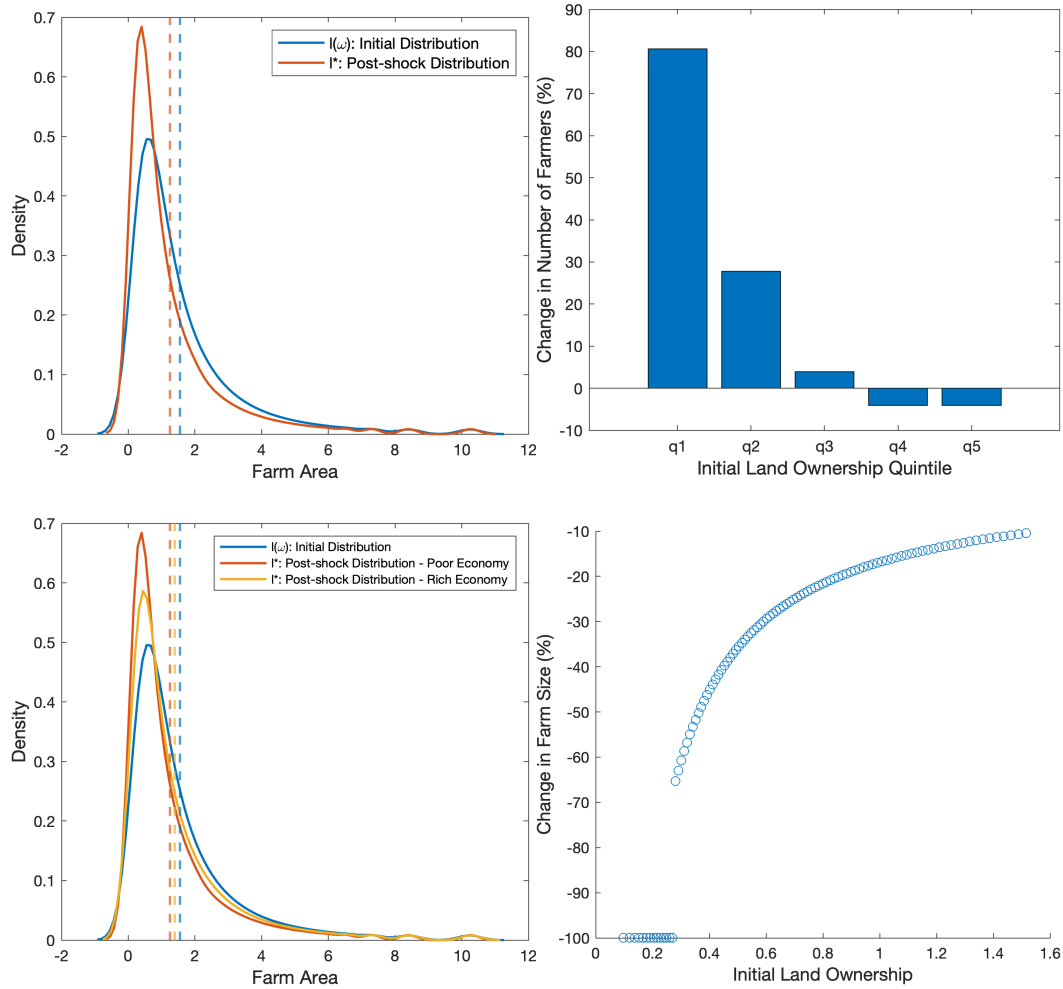 0.7
0.6
0.5
0.4
0.3
0.2
0.1
0
Density
-2 0 2 4 6 8 10 12
Farm Area
l(ω): Initial Distribution
l*: Post-shock Distribution
90
80
70
60
50
40
30
20
10
0
-10
Change in Number of Farmers (%)
q1 q2 q3 q4 q5
Initial Land Ownership Quintile
0.7
0.6
0.5
0.4
0.3
0.2
0.1
0
Density
-2 0 2 4 6 8 10 12
Farm Area
l(ω): Initial Distribution
l*: Post-shock Distribution - Poor Economy
l*: Post-shock Distribution - Rich Economy
-10
-20
-30
-40
-50
-60
-70
-80
-90
-100
Change in Farm Size (%)
0 0.2 0.4 0.6 0.8 1 1.2 1.4 1.6
Initial Land Ownership